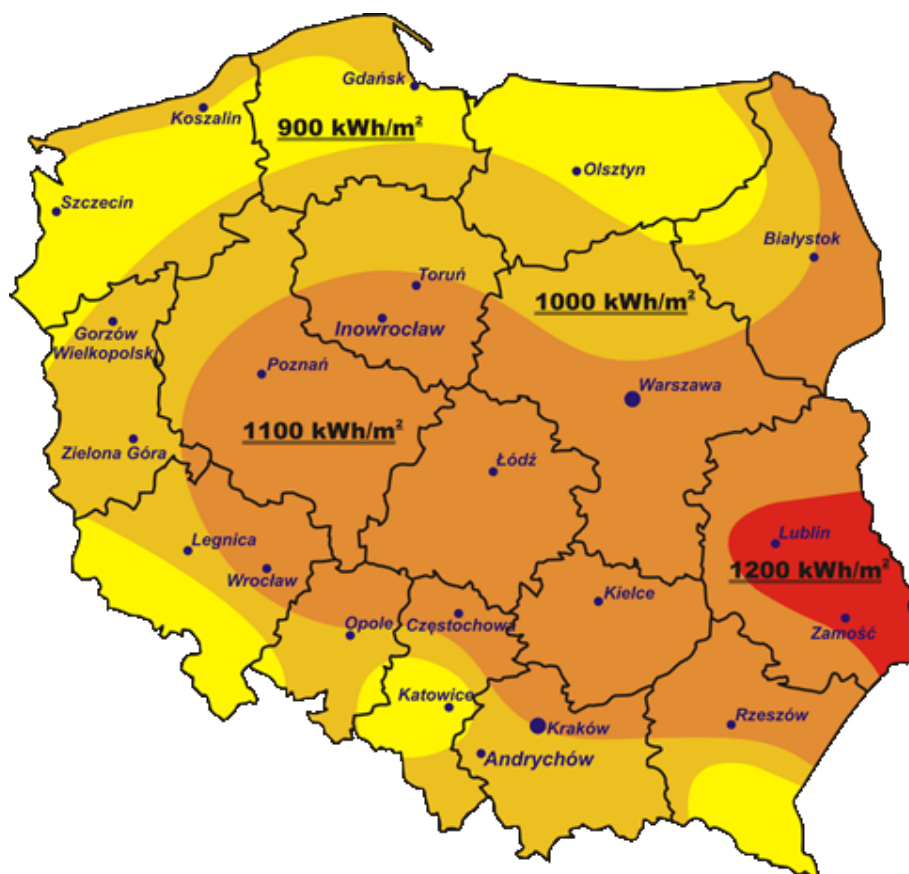 Gdańsk
Koszalin
900 kWh/m²
Olsztyn
Szczecin
Białystok
Toruń
1000 kWh/m²
Inowrocław
Gorzów
Wielkopolski
Poznań
Warszawa
1100 kWh/m²
Zielona Góra
Łódź
Legnica
Lublin
Wrocław
1200 kWh/m²
Kielce
Opole
Częstochowa
Zamość
Katowice
Kraków
Rzeszów
Andrychów